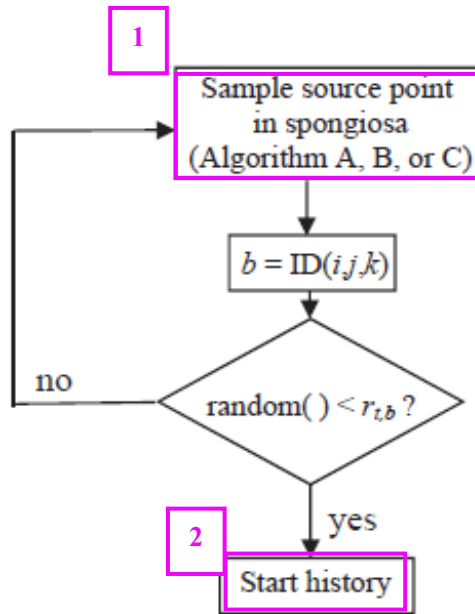 1
Sample source point
in spongiosa
(Algorithm A, B, or C)
b = ID(i,j,k)
no
random( ) < r_{t,b} ?
yes
2
Start history